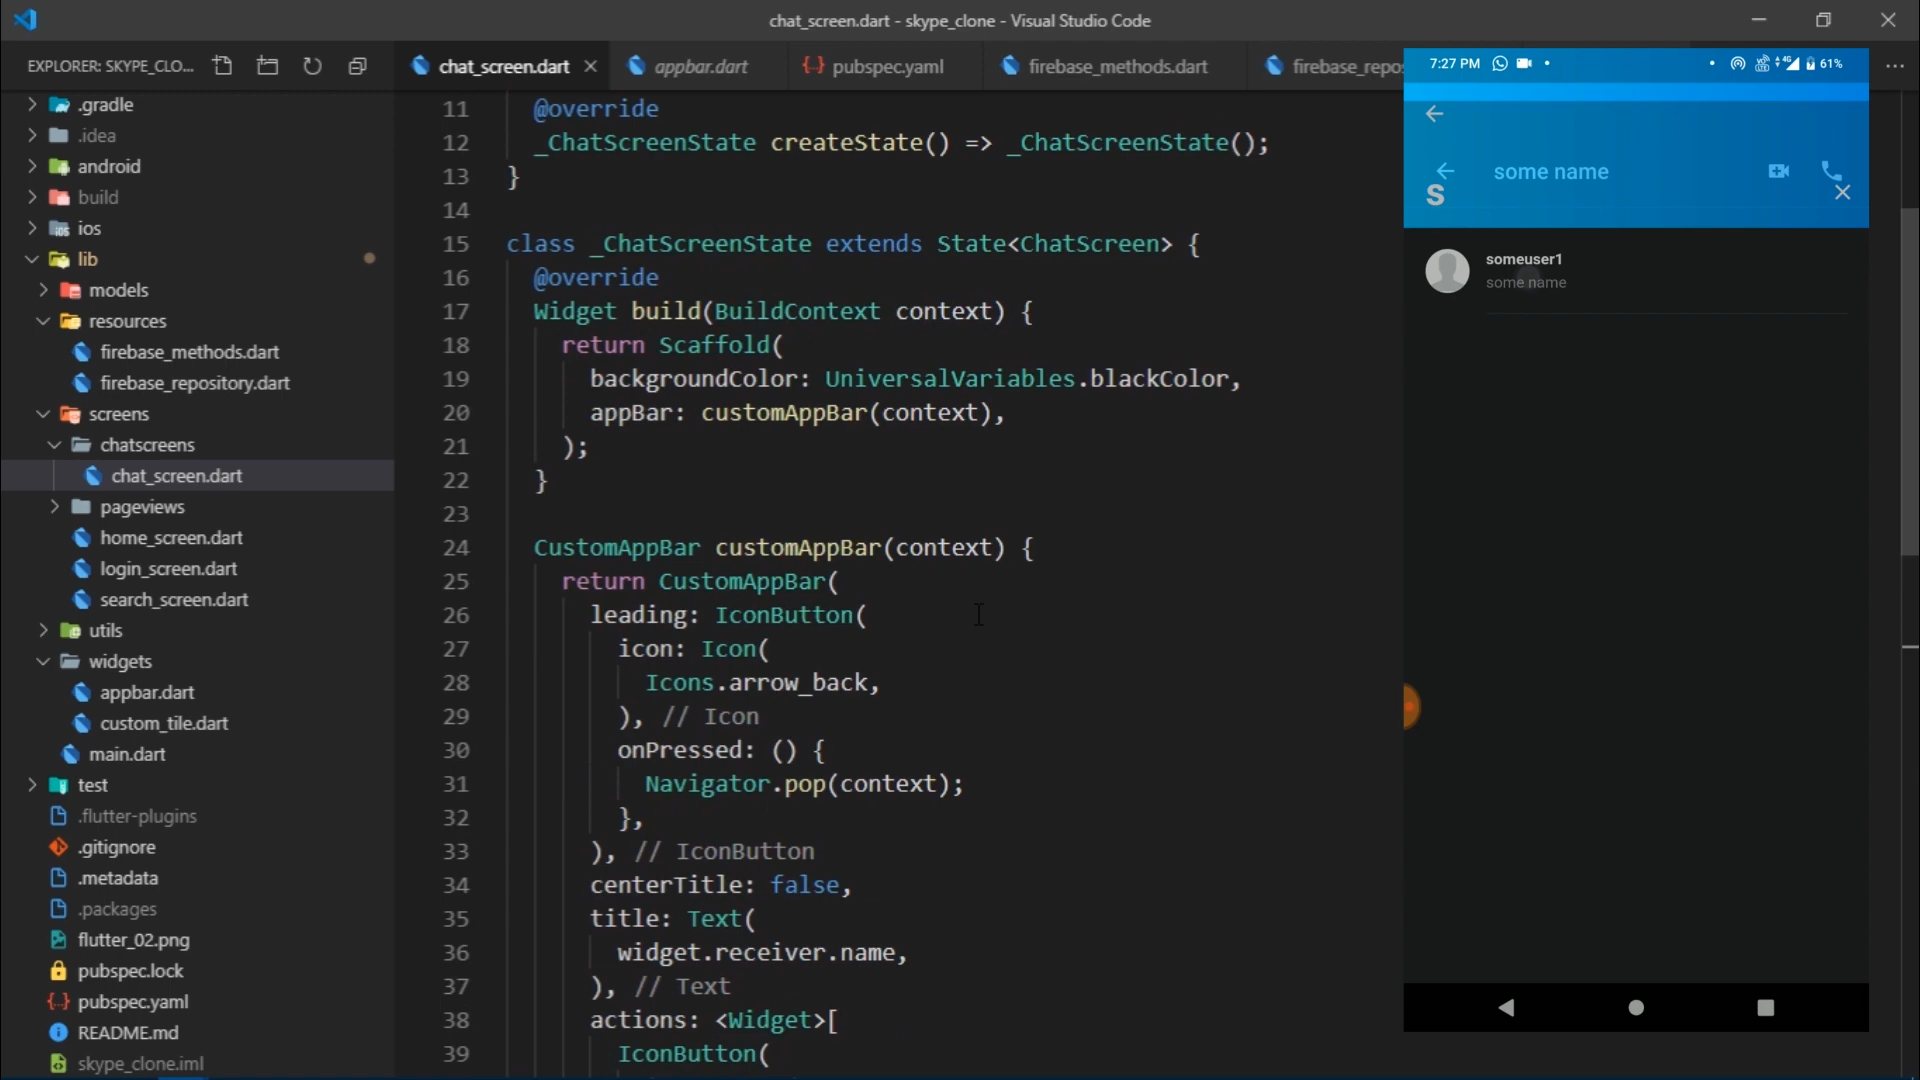 chat_screen.dart - skype_clone - Visual Studio Code
EXPLORER: SKYPE_CLO...
chat_screen.dart
appbar.dart
pubspec.yaml
firebase_methods.dart
firebase_repos
.gradle
.idea
android
build
ios
lib
models
resources
firebase_methods.dart
firebase_repository.dart
screens
chatscreens
chat_screen.dart
pageviews
home_screen.dart
login_screen.dart
search_screen.dart
utils
widgets
appbar.dart
custom_tile.dart
main.dart
test
.flutter-plugins
.gitignore
.metadata
.packages
flutter_02.png
pubspec.lock
pubspec.yaml
README.md
skype_clone.iml
11 @override
12 _ChatScreenState createState() => _ChatScreenState();
13 }
14
15 class _ChatScreenState extends State<ChatScreen> {
16 @override
17 Widget build(BuildContext context) {
18 return Scaffold(
19 backgroundColor: UniversalVariables.blackColor,
20 appBar: customAppBar(context),
21 );
22 }
23
24 CustomAppBar customAppBar(context) {
25 return CustomAppBar(
26 leading: IconButton(
27 icon: Icon(
28 Icons.arrow_back,
29 ), // Icon
30 onPressed: () {
31 Navigator.pop(context);
32 },
33 ), // IconButton
34 centerTitle: false,
35 title: Text(
36 widget.receiver.name,
37 ), // Text
38 actions: <Widget>[
39 IconButton(
7:27 PM
4G
61%
some name
S
someuser1
some name